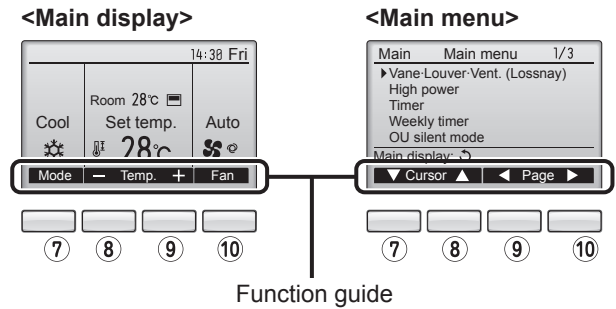 <Main display>
14:30 Fri
Room 28°C
Cool Set temp. Auto
28°C
Mode − Temp. + Fan
7 8 9 10
<Main menu>
Main Main menu 1/3
▶Vane·Louver·Vent. (Lossnay)
High power
Timer
Weekly timer
OU silent mode
Main display:
▼ Cursor ▲ ◀ Page ▶
7 8 9 10
Function guide